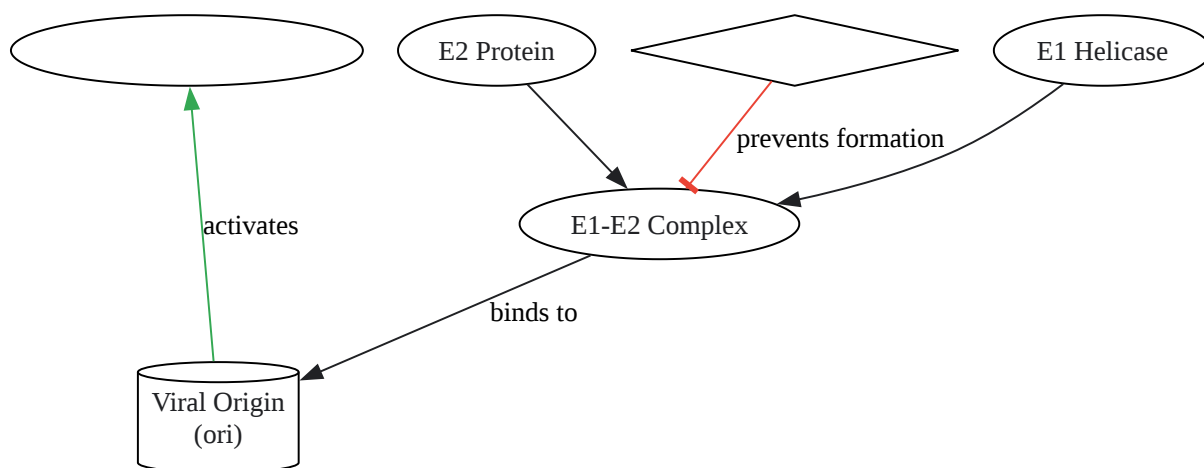 E2 Protein
E1 Helicase
prevents formation
activates
E1-E2 Complex
binds to
Viral Origin
(ori)